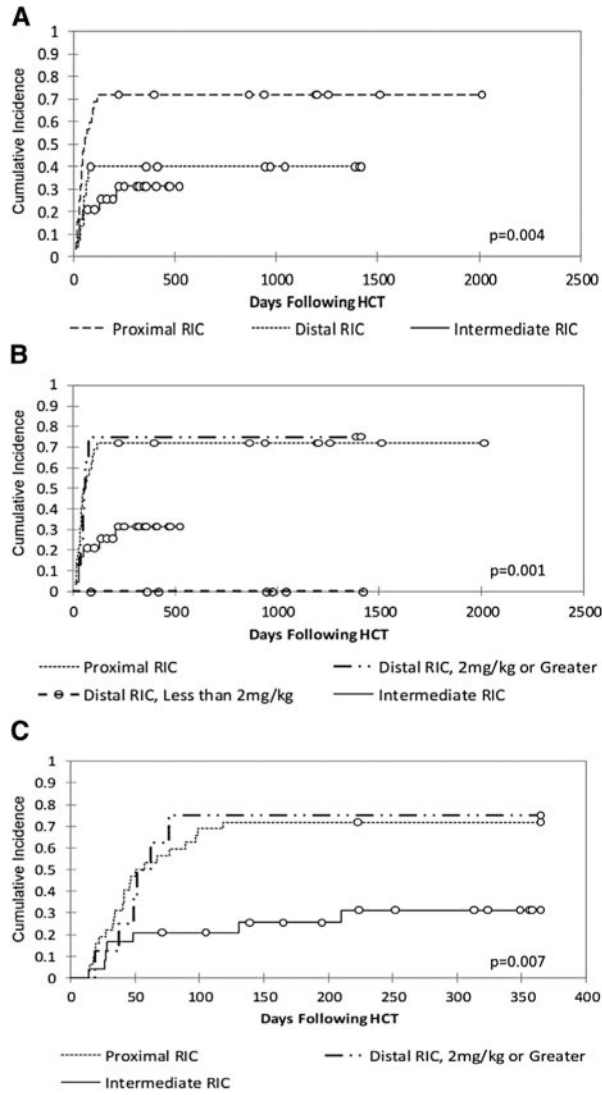 A
1
0.9
0.8
0.7
0.6
0.5
0.4
0.3
0.2
0.1
0
Cumulative Incidence
p=0.004
0 500 1000 1500 2000 2500
Days Following HCT
Proximal RIC Distal RIC Intermediate RIC
B
1
0.9
0.8
0.7
0.6
0.5
0.4
0.3
0.2
0.1
0
Cumulative Incidence
p=0.001
0 500 1000 1500 2000 2500
Days Following HCT
Proximal RIC Distal RIC, 2mg/kg or Greater
Distal RIC, Less than 2mg/kg Intermediate RIC
C
1
0.9
0.8
0.7
0.6
0.5
0.4
0.3
0.2
0.1
0
Cumulative Incidence
p=0.007
0 50 100 150 200 250 300 350 400
Days Following HCT
Proximal RIC Distal RIC, 2mg/kg or Greater
Intermediate RIC